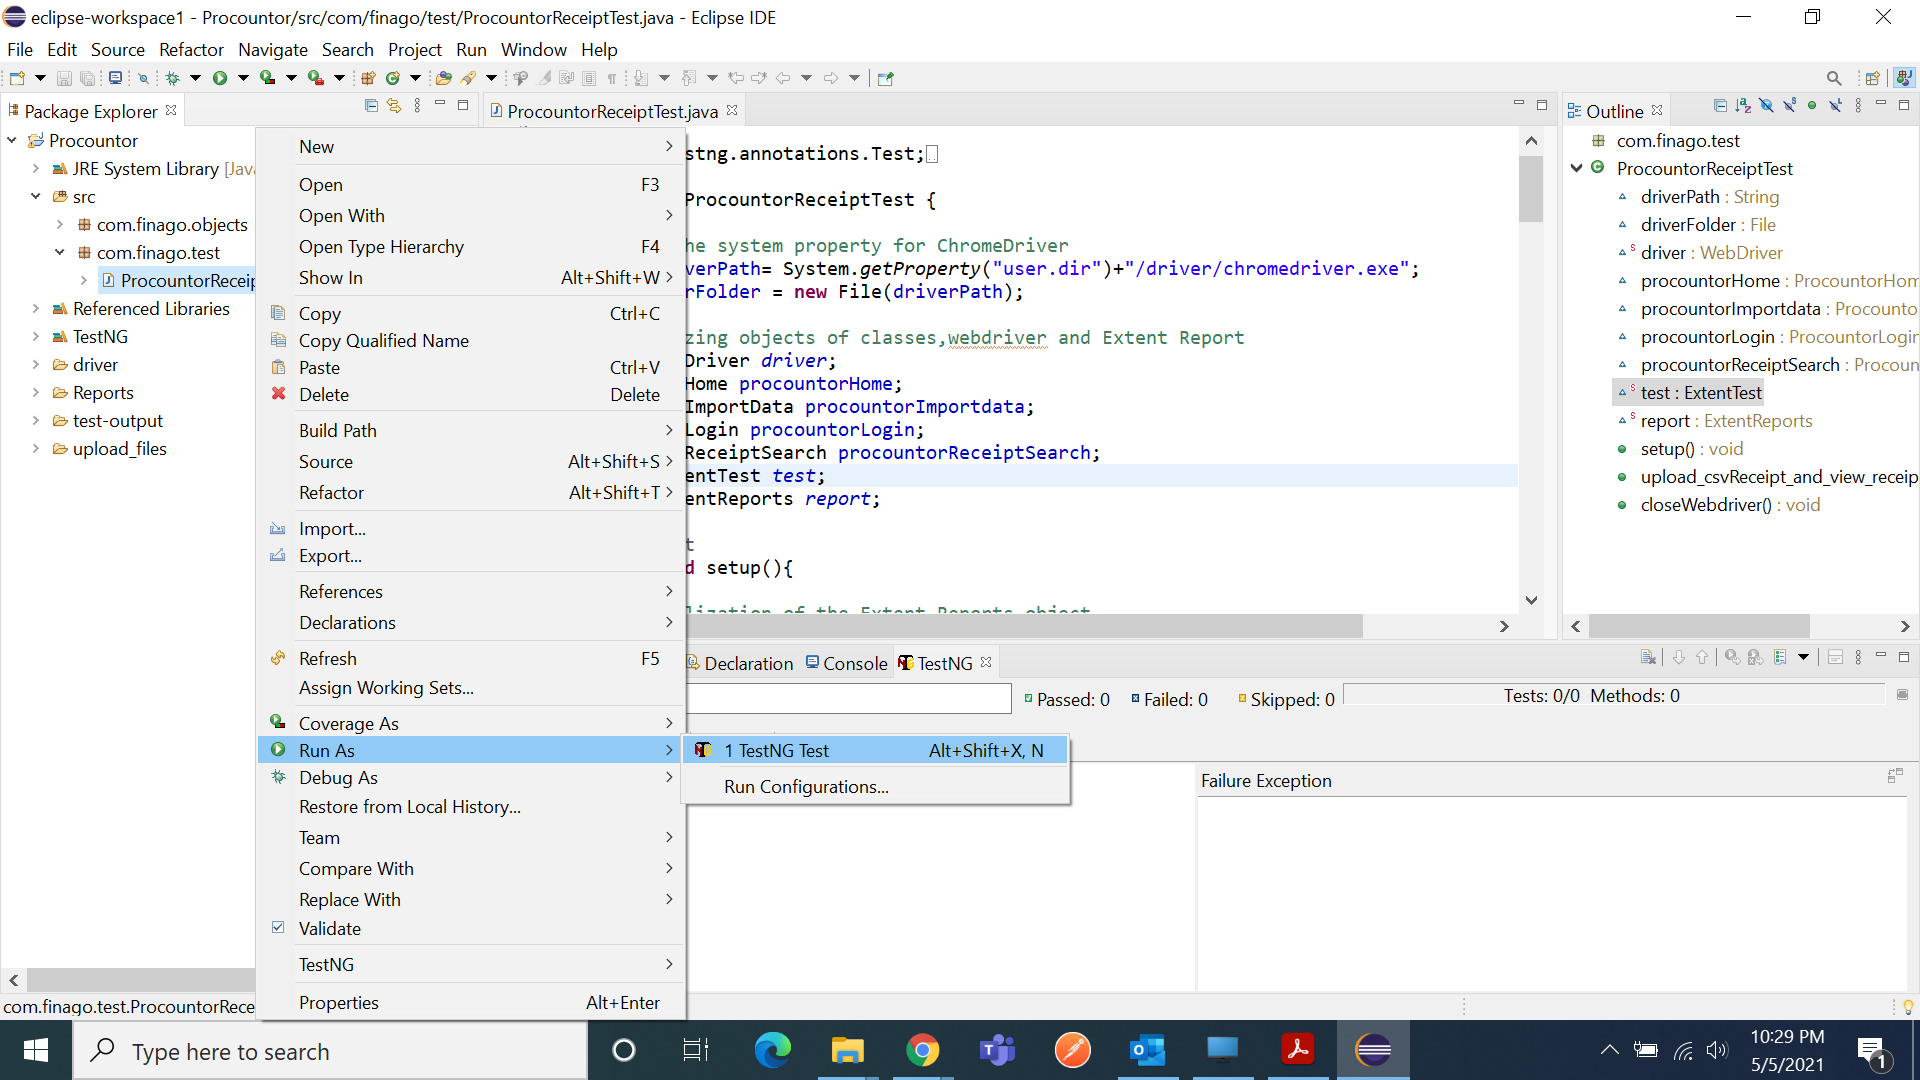 eclipse-workspace1 - Procountor/src/com/finago/test/ProcountorReceiptTest.java - Eclipse IDE
File Edit Source Refactor Navigate Search Project Run Window Help
Package Explorer
Procountor
JRE System Library [Java
src
com.finago.objects
com.finago.test
ProcountorReceip
Referenced Libraries
TestNG
driver
Reports
test-output
upload_files
com.finago.test.ProcountorRece
New
Open F3
Open With
Open Type Hierarchy F4
Show In Alt+Shift+W
Copy Ctrl+C
Copy Qualified Name
Paste Ctrl+V
Delete Delete
Build Path
Source Alt+Shift+S
Refactor Alt+Shift+T
Import...
Export...
References
Declarations
Refresh F5
Assign Working Sets...
Coverage As
Run As
Debug As
Restore from Local History...
Team
Compare With
Replace With
Validate
TestNG
Properties Alt+Enter
1 TestNG Test Alt+Shift+X, N
Run Configurations...
ProcountorReceiptTest.java
stng.annotations.Test;
ProcountorReceiptTest {
he system property for ChromeDriver
verPath= System.getProperty("user.dir")+"/driver/chromedriver.exe";
rFolder = new File(driverPath);
zing objects of classes,webdriver and Extent Report
Driver driver;
Home procountorHome;
ImportData procountorImportdata;
Login procountorLogin;
ReceiptSearch procountorReceiptSearch;
entTest test;
entReports report;
t
d setup(){
lization of the Extent Reports object
Declaration Console TestNG
Passed: 0 Failed: 0 Skipped: 0 Tests: 0/0 Methods: 0
Failure Exception
Outline
com.finago.test
ProcountorReceiptTest
driverPath : String
driverFolder : File
driver : WebDriver
procountorHome : ProcountorHom
procountorImportdata : Procounto
procountorLogin : ProcountorLogin
procountorReceiptSearch : Procoun
test : ExtentTest
report : ExtentReports
setup() : void
upload_csvReceipt_and_view_receip
closeWebdriver() : void
Type here to search
10:29 PM
5/5/2021
1